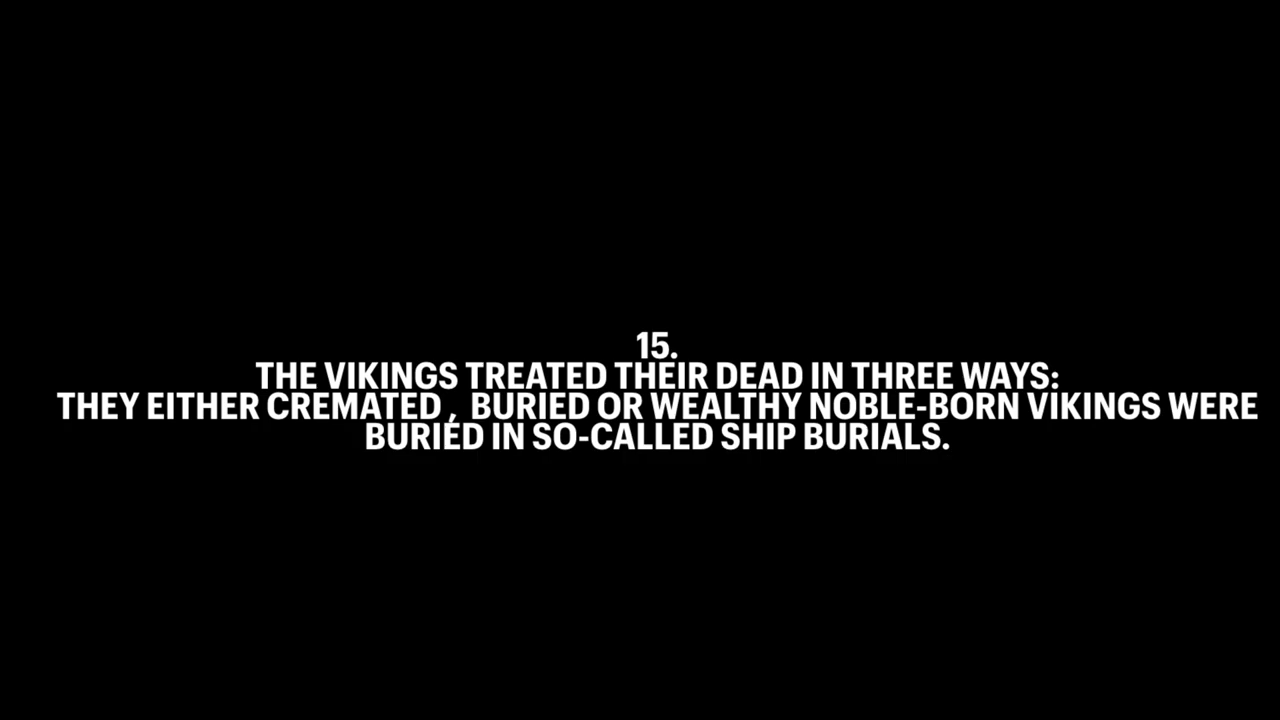 15.
THE VIKINGS TREATED THEIR DEAD IN THREE WAYS:
THEY EITHER CREMATED ,  BURIED OR WEALTHY NOBLE-BORN VIKINGS WERE
BURIED IN SO-CALLED SHIP BURIALS.